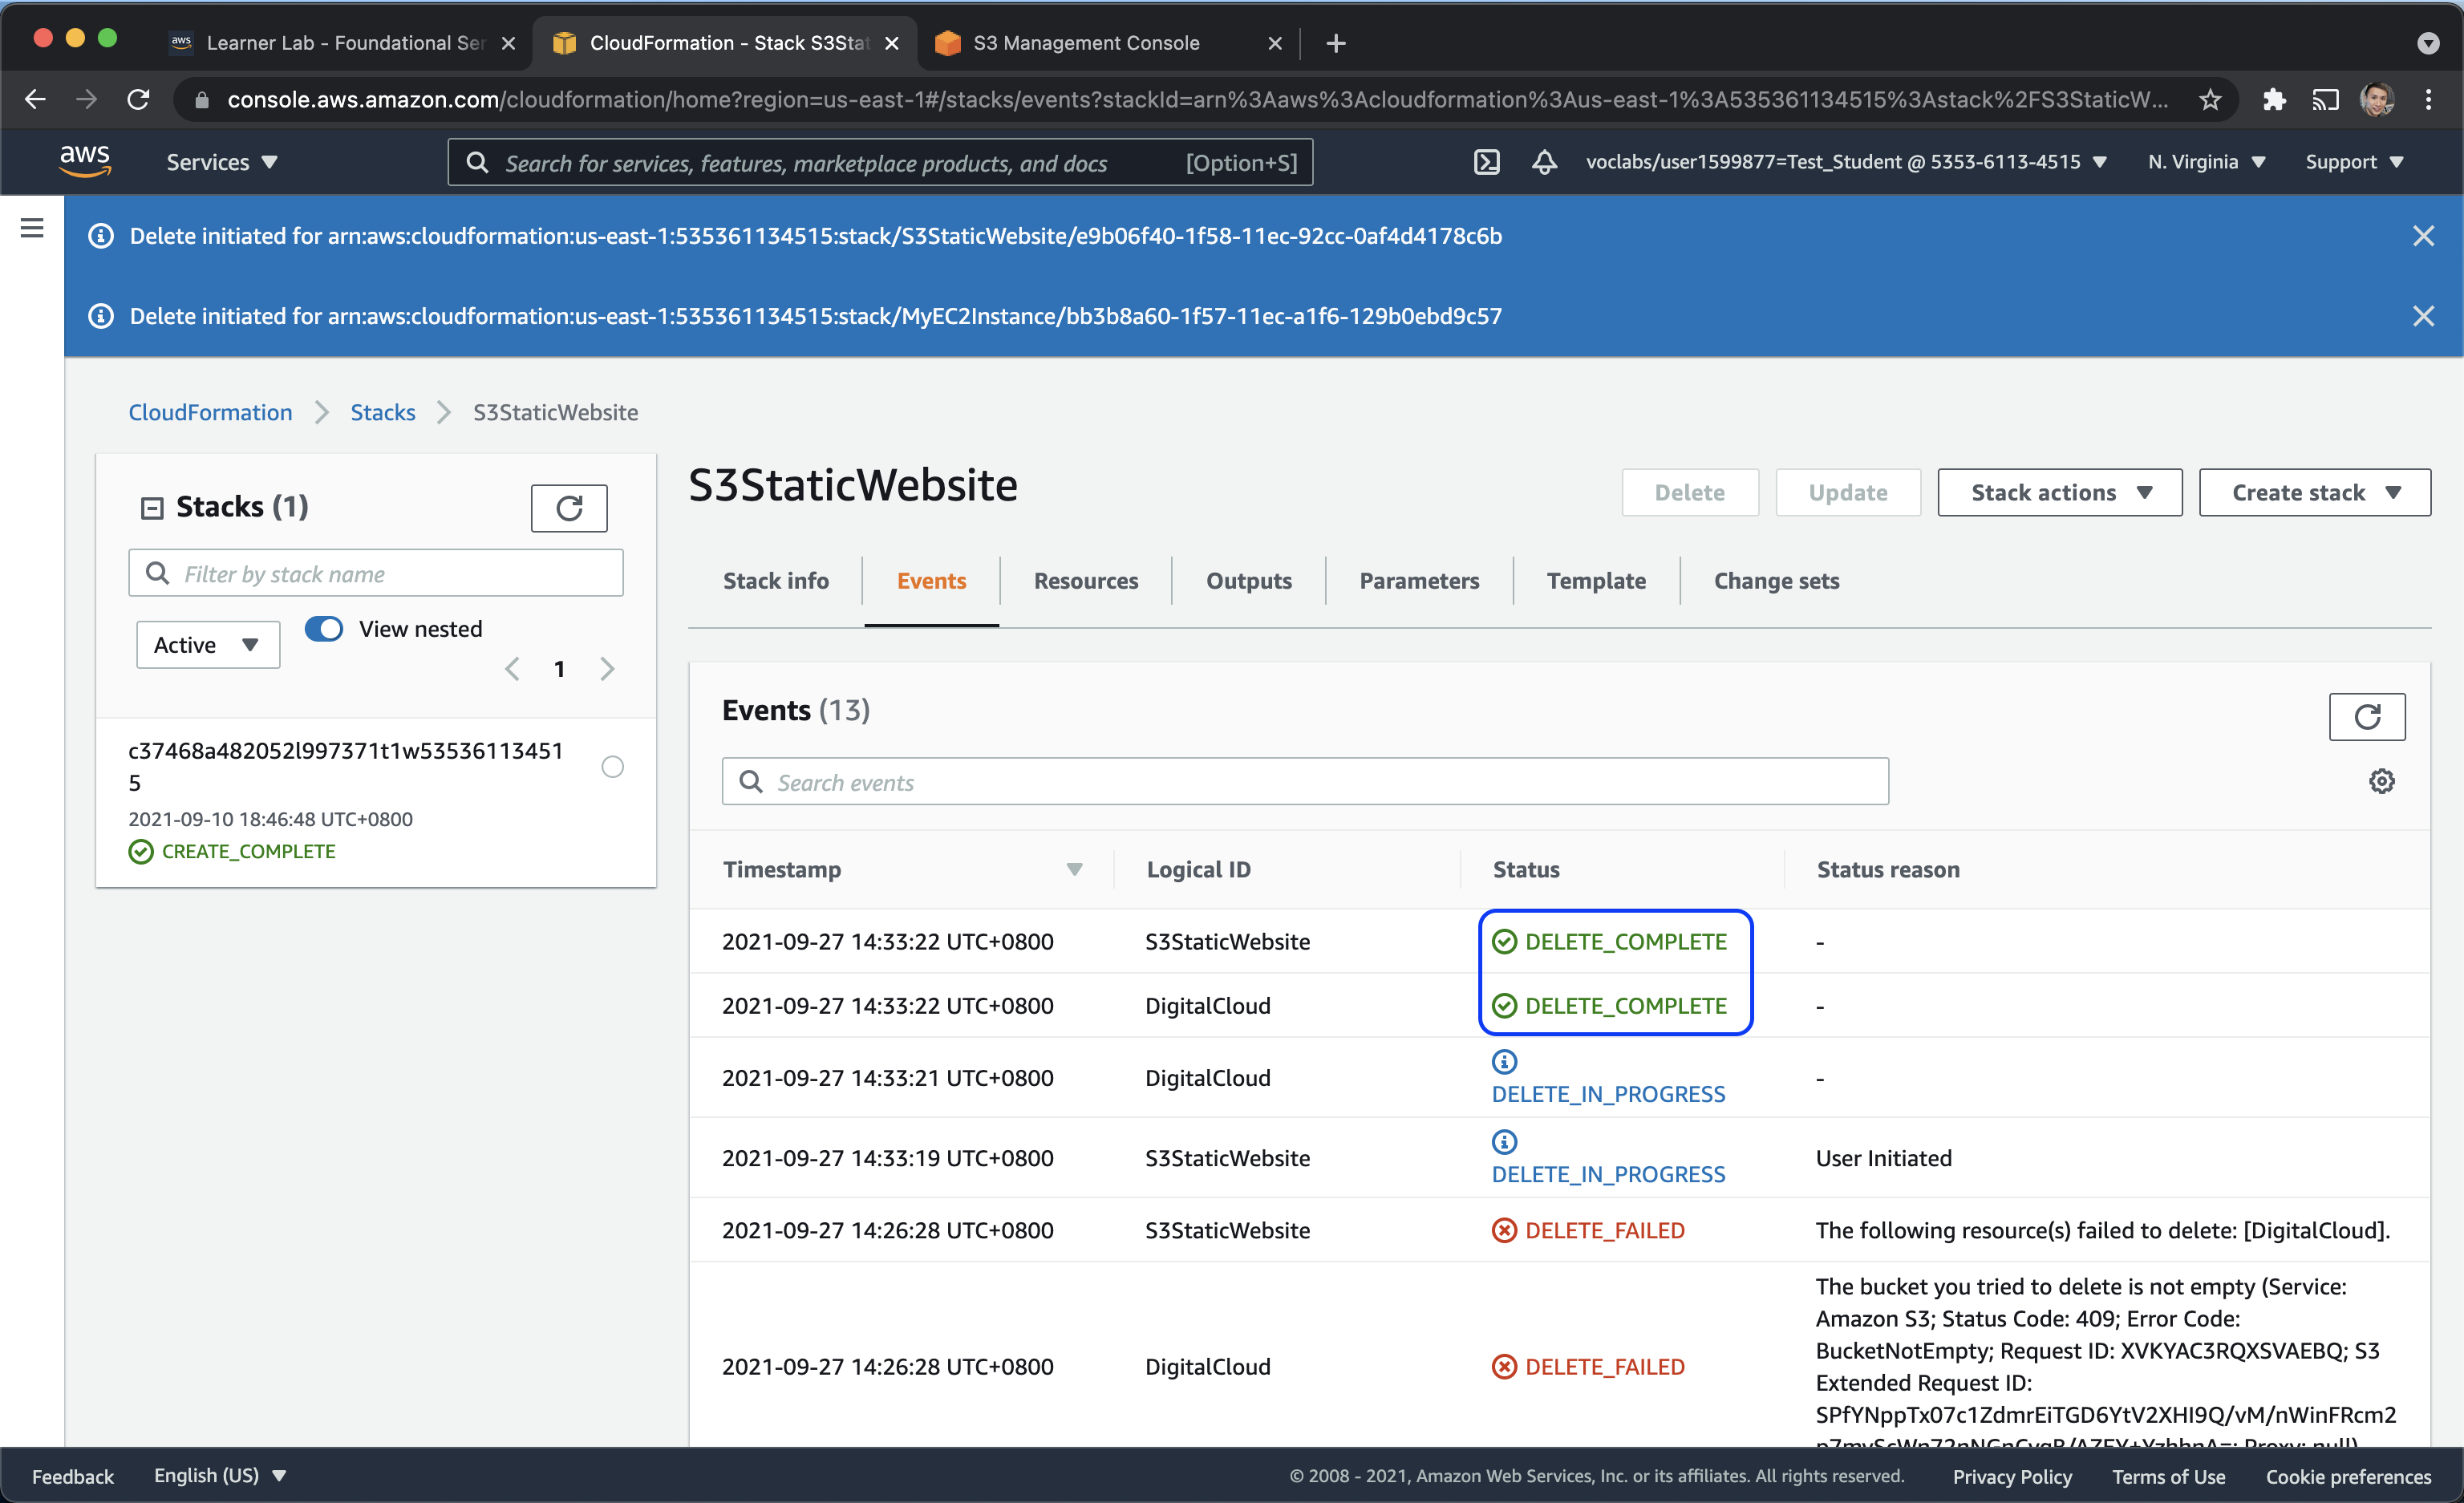 Learner Lab - Foundational Ser
CloudFormation - Stack S3Stat
S3 Management Console
console.aws.amazon.com/cloudformation/home?region=us-east-1#/stacks/events?stackId=arn%3Aaws%3Acloudformation%3Aus-east-1%3A535361134515%3Astack%2FS3StaticW...
aws
Services
Search for services, features, marketplace products, and docs
[Option+S]
voclabs/user1599877=Test_Student @ 5353-6113-4515
N. Virginia
Support
Delete initiated for arn:aws:cloudformation:us-east-1:535361134515:stack/S3StaticWebsite/e9b06f40-1f58-11ec-92cc-0af4d4178c6b
Delete initiated for arn:aws:cloudformation:us-east-1:535361134515:stack/MyEC2Instance/bb3b8a60-1f57-11ec-a1f6-129b0ebd9c57
CloudFormation
Stacks
S3StaticWebsite
Stacks (1)
Filter by stack name
Active
View nested
1
c37468a482052l997371t1w53536113451
5
2021-09-10 18:46:48 UTC+0800
CREATE_COMPLETE
S3StaticWebsite
Delete
Update
Stack actions
Create stack
Stack info
Events
Resources
Outputs
Parameters
Template
Change sets
Events (13)
Search events
Timestamp Logical ID Status Status reason
2021-09-27 14:33:22 UTC+0800 S3StaticWebsite DELETE_COMPLETE -
2021-09-27 14:33:22 UTC+0800 DigitalCloud DELETE_COMPLETE -
2021-09-27 14:33:21 UTC+0800 DigitalCloud DELETE_IN_PROGRESS -
2021-09-27 14:33:19 UTC+0800 S3StaticWebsite DELETE_IN_PROGRESS User Initiated
2021-09-27 14:26:28 UTC+0800 S3StaticWebsite DELETE_FAILED The following resource(s) failed to delete: [DigitalCloud].
2021-09-27 14:26:28 UTC+0800 DigitalCloud DELETE_FAILED
The bucket you tried to delete is not empty (Service:
Amazon S3; Status Code: 409; Error Code:
BucketNotEmpty; Request ID: XVKYAC3RQXSVAEBQ; S3
Extended Request ID:
SPfYNppTx07c1ZdmrEiTGD6YtV2XHI9Q/vM/nWinFRcm2
Feedback
English (US)
© 2008 - 2021, Amazon Web Services, Inc. or its affiliates. All rights reserved.
Privacy Policy
Terms of Use
Cookie preferences